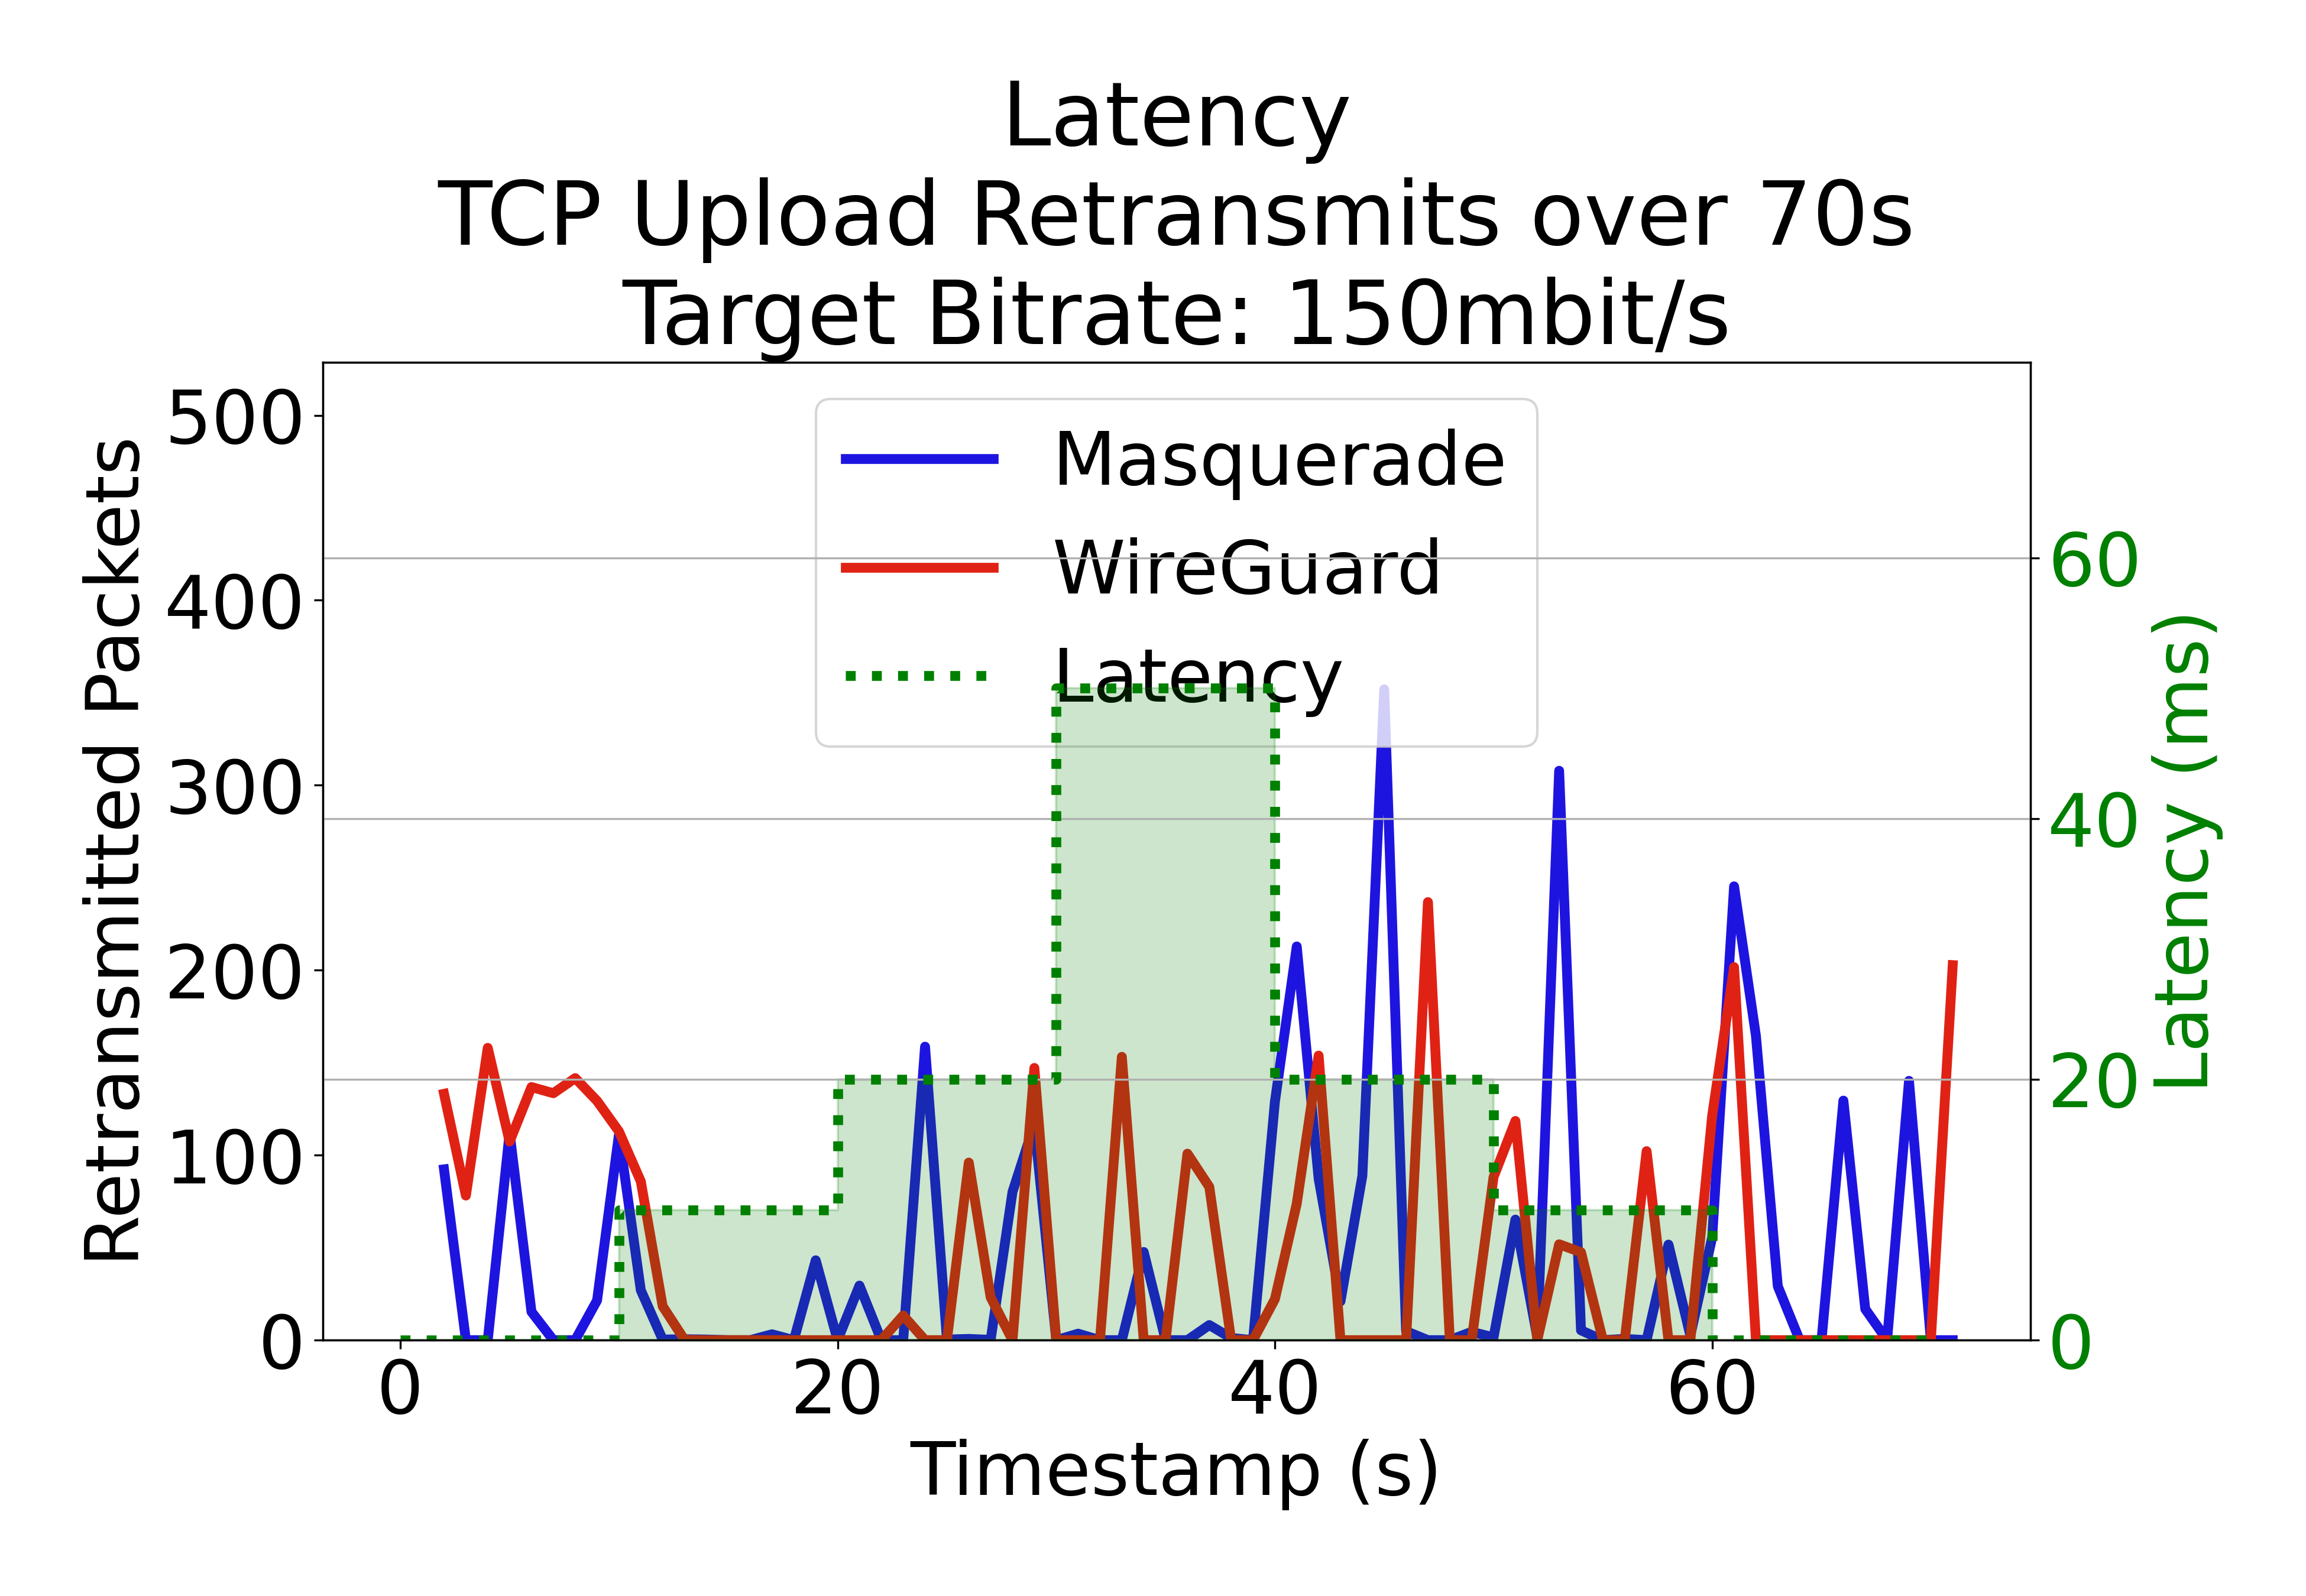 Latency
TCP Upload Retransmits over 70s
Target Bitrate: 150mbit/s
Retransmitted Packets
500
400
300
200
100
0
Masquerade
WireGuard
Latency
60
40
20
0
Latency (ms)
0
20
40
60
Timestamp (s)